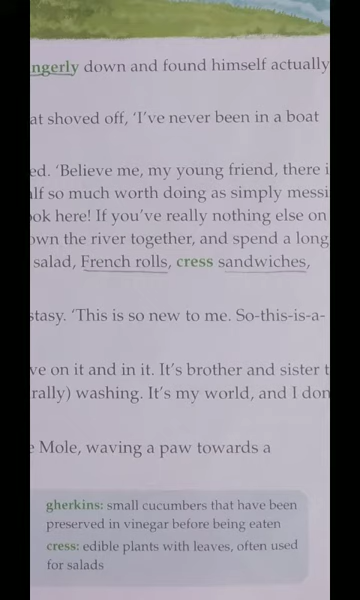 ngerly down and found himself actually
at shoved off, ‘I’ve never been in a boat
ed. ‘Believe me, my young friend, there i
lf so much worth doing as simply messi
ok here! If you’ve really nothing else on
own the river together, and spend a long
salad, French rolls, cress sandwiches,
stasy. ‘This is so new to me. So-this-is-a-
ve on it and in it. It’s brother and sister t
rally) washing. It’s my world, and I don
e Mole, waving a paw towards a
gherkins: small cucumbers that have been
preserved in vinegar before being eaten
cress: edible plants with leaves, often used
for salads